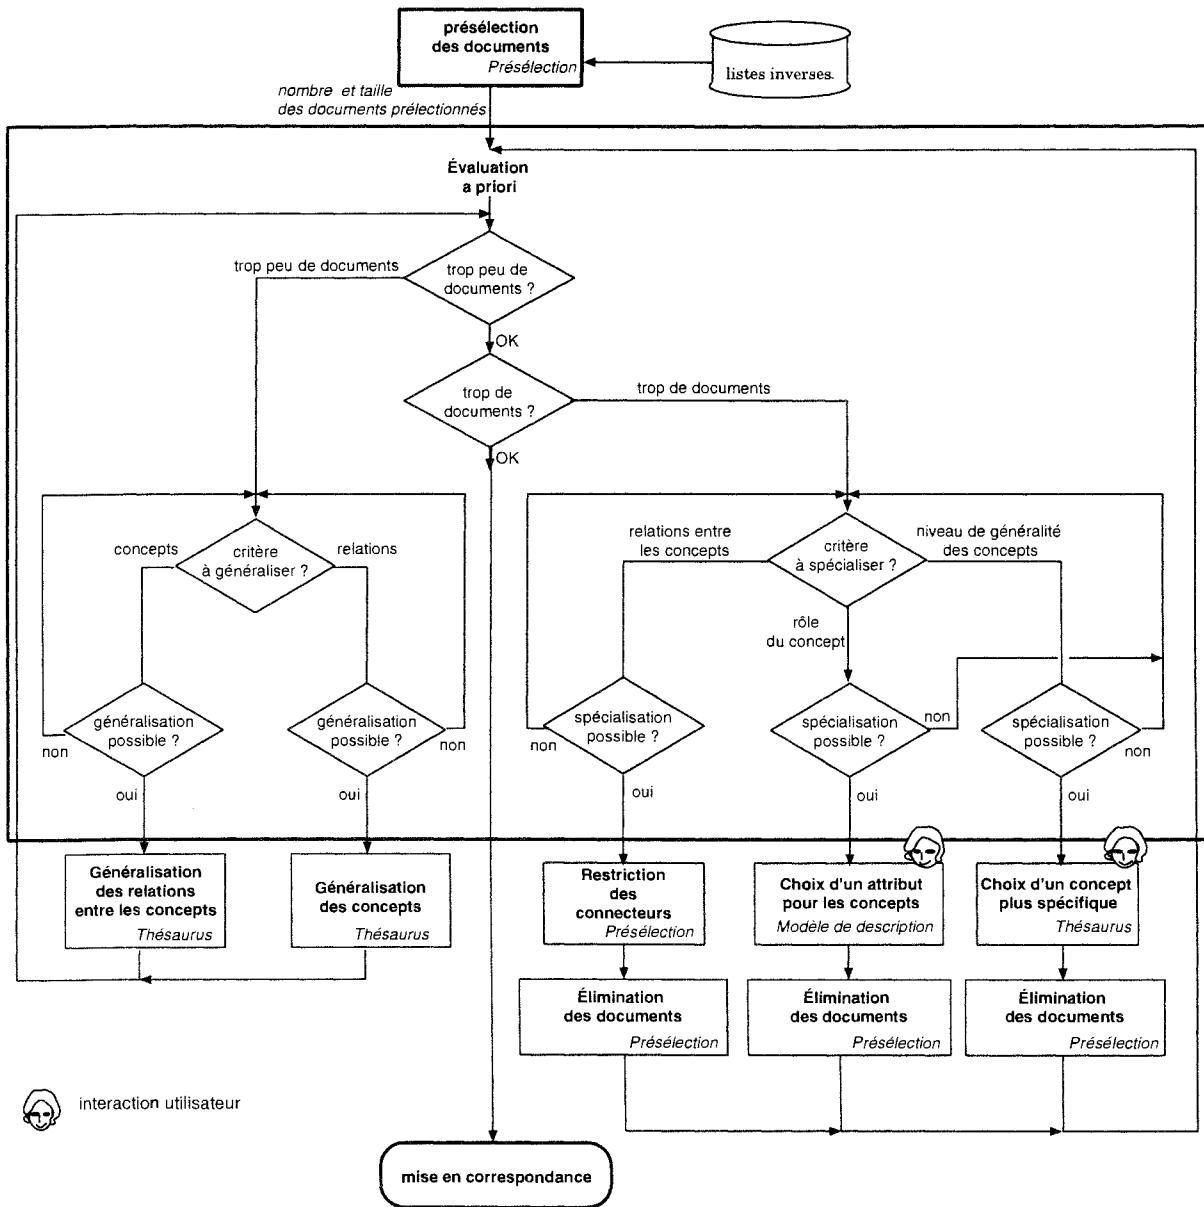 présélection
des documents
Présélection
listes inverses.
nombre et taille
des documents prélectionnés
Évaluation
a priori
trop peu de documents
trop peu de
documents ?
OK
trop de
documents ?
trop de documents
OK
concepts
critère
à généraliser ?
relations
relations entre
les concepts
critère
à spécialiser ?
niveau de généralité
des concepts
rôle
du concept
généralisation
possible ?
non
oui
généralisation
possible ?
non
oui
spécialisation
possible ?
non
oui
spécialisation
possible ?
non
oui
spécialisation
possible ?
non
oui
Généralisation
des relations
entre les concepts
Thésaurus
Généralisation
des concepts
Thésaurus
Restriction
des
connecteurs
Présélection
Choix d'un attribut
pour les concepts
Modèle de description
Choix d'un concept
plus spécifique
Thésaurus
Élimination
des documents
Présélection
Élimination
des documents
Présélection
Élimination
des documents
Présélection
interaction utilisateur
mise en correspondance